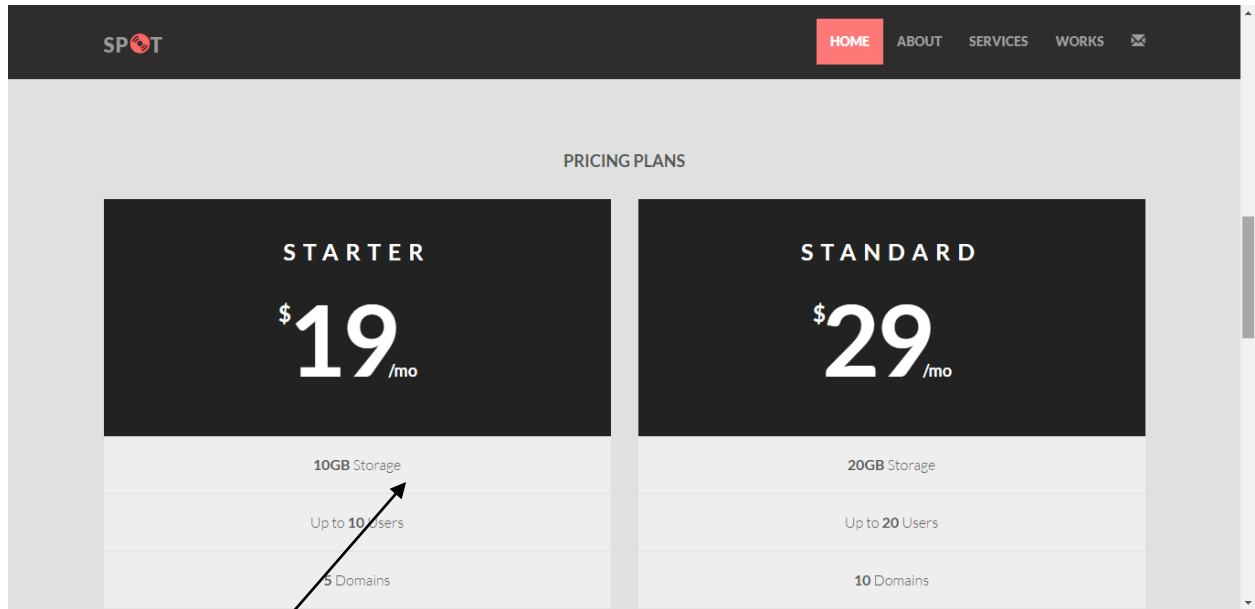 SPOT
HOME ABOUT SERVICES WORKS
PRICING PLANS
STARTER
$19/mo
10GB Storage
Up to 10 Users
5 Domains
STANDARD
$29/mo
20GB Storage
Up to 20 Users
10 Domains